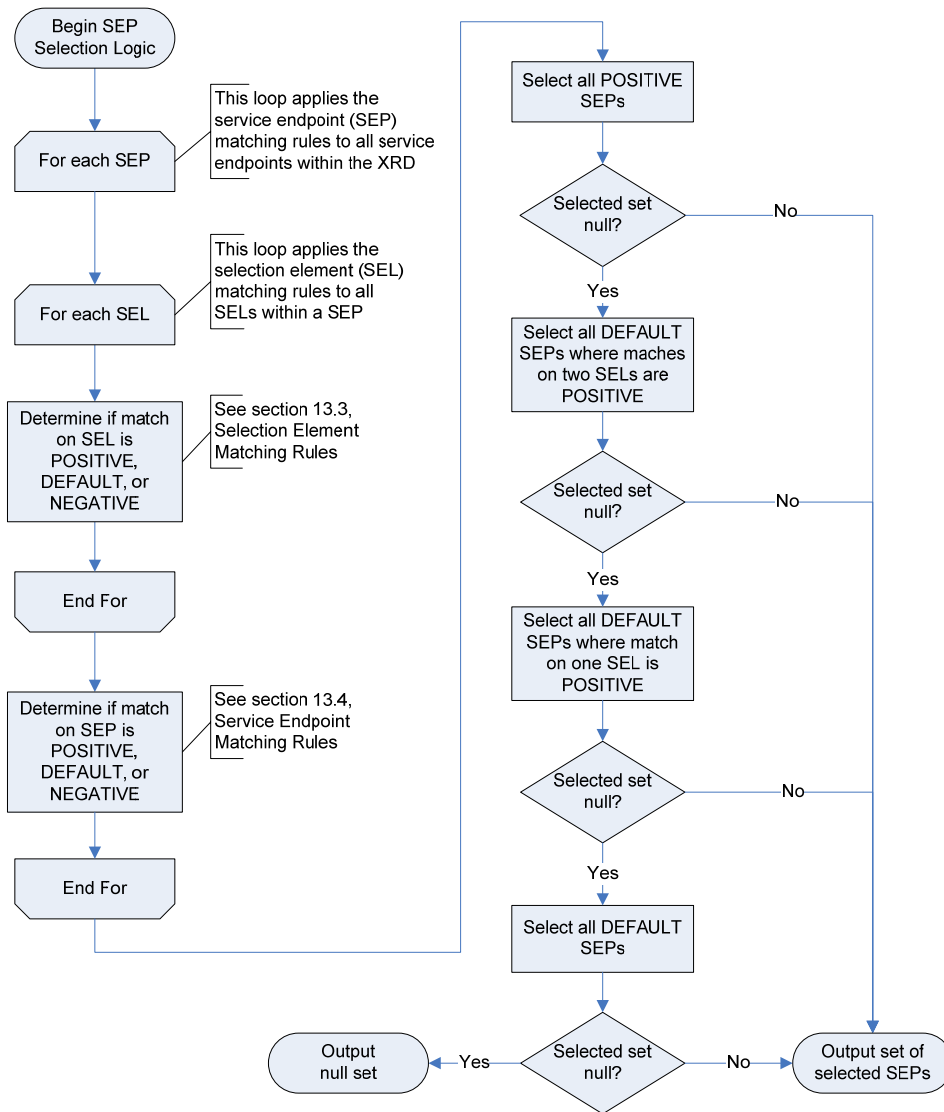 Begin SEP
Selection Logic
This loop applies the
service endpoint (SEP)
matching rules to all service
endpoints within the XRD
For each SEP
This loop applies the
selection element (SEL)
matching rules to all
SELs within a SEP
For each SEL
Determine if match
on SEL is
POSITIVE,
DEFAULT, or
NEGATIVE
See section 13.3,
Selection Element
Matching Rules
End For
Determine if match
on SEP is
POSITIVE,
DEFAULT, or
NEGATIVE
See section 13.4,
Service Endpoint
Matching Rules
End For
Select all POSITIVE
SEPs
Selected set
null?
No
Yes
Select all DEFAULT
SEPs where maches
on two SELs are
POSITIVE
Selected set
null?
No
Yes
Select all DEFAULT
SEPs where match
on one SEL is
POSITIVE
Selected set
null?
No
Yes
Select all DEFAULT
SEPs
Selected set
null?
Yes
Output
null set
No
Output set of
selected SEPs